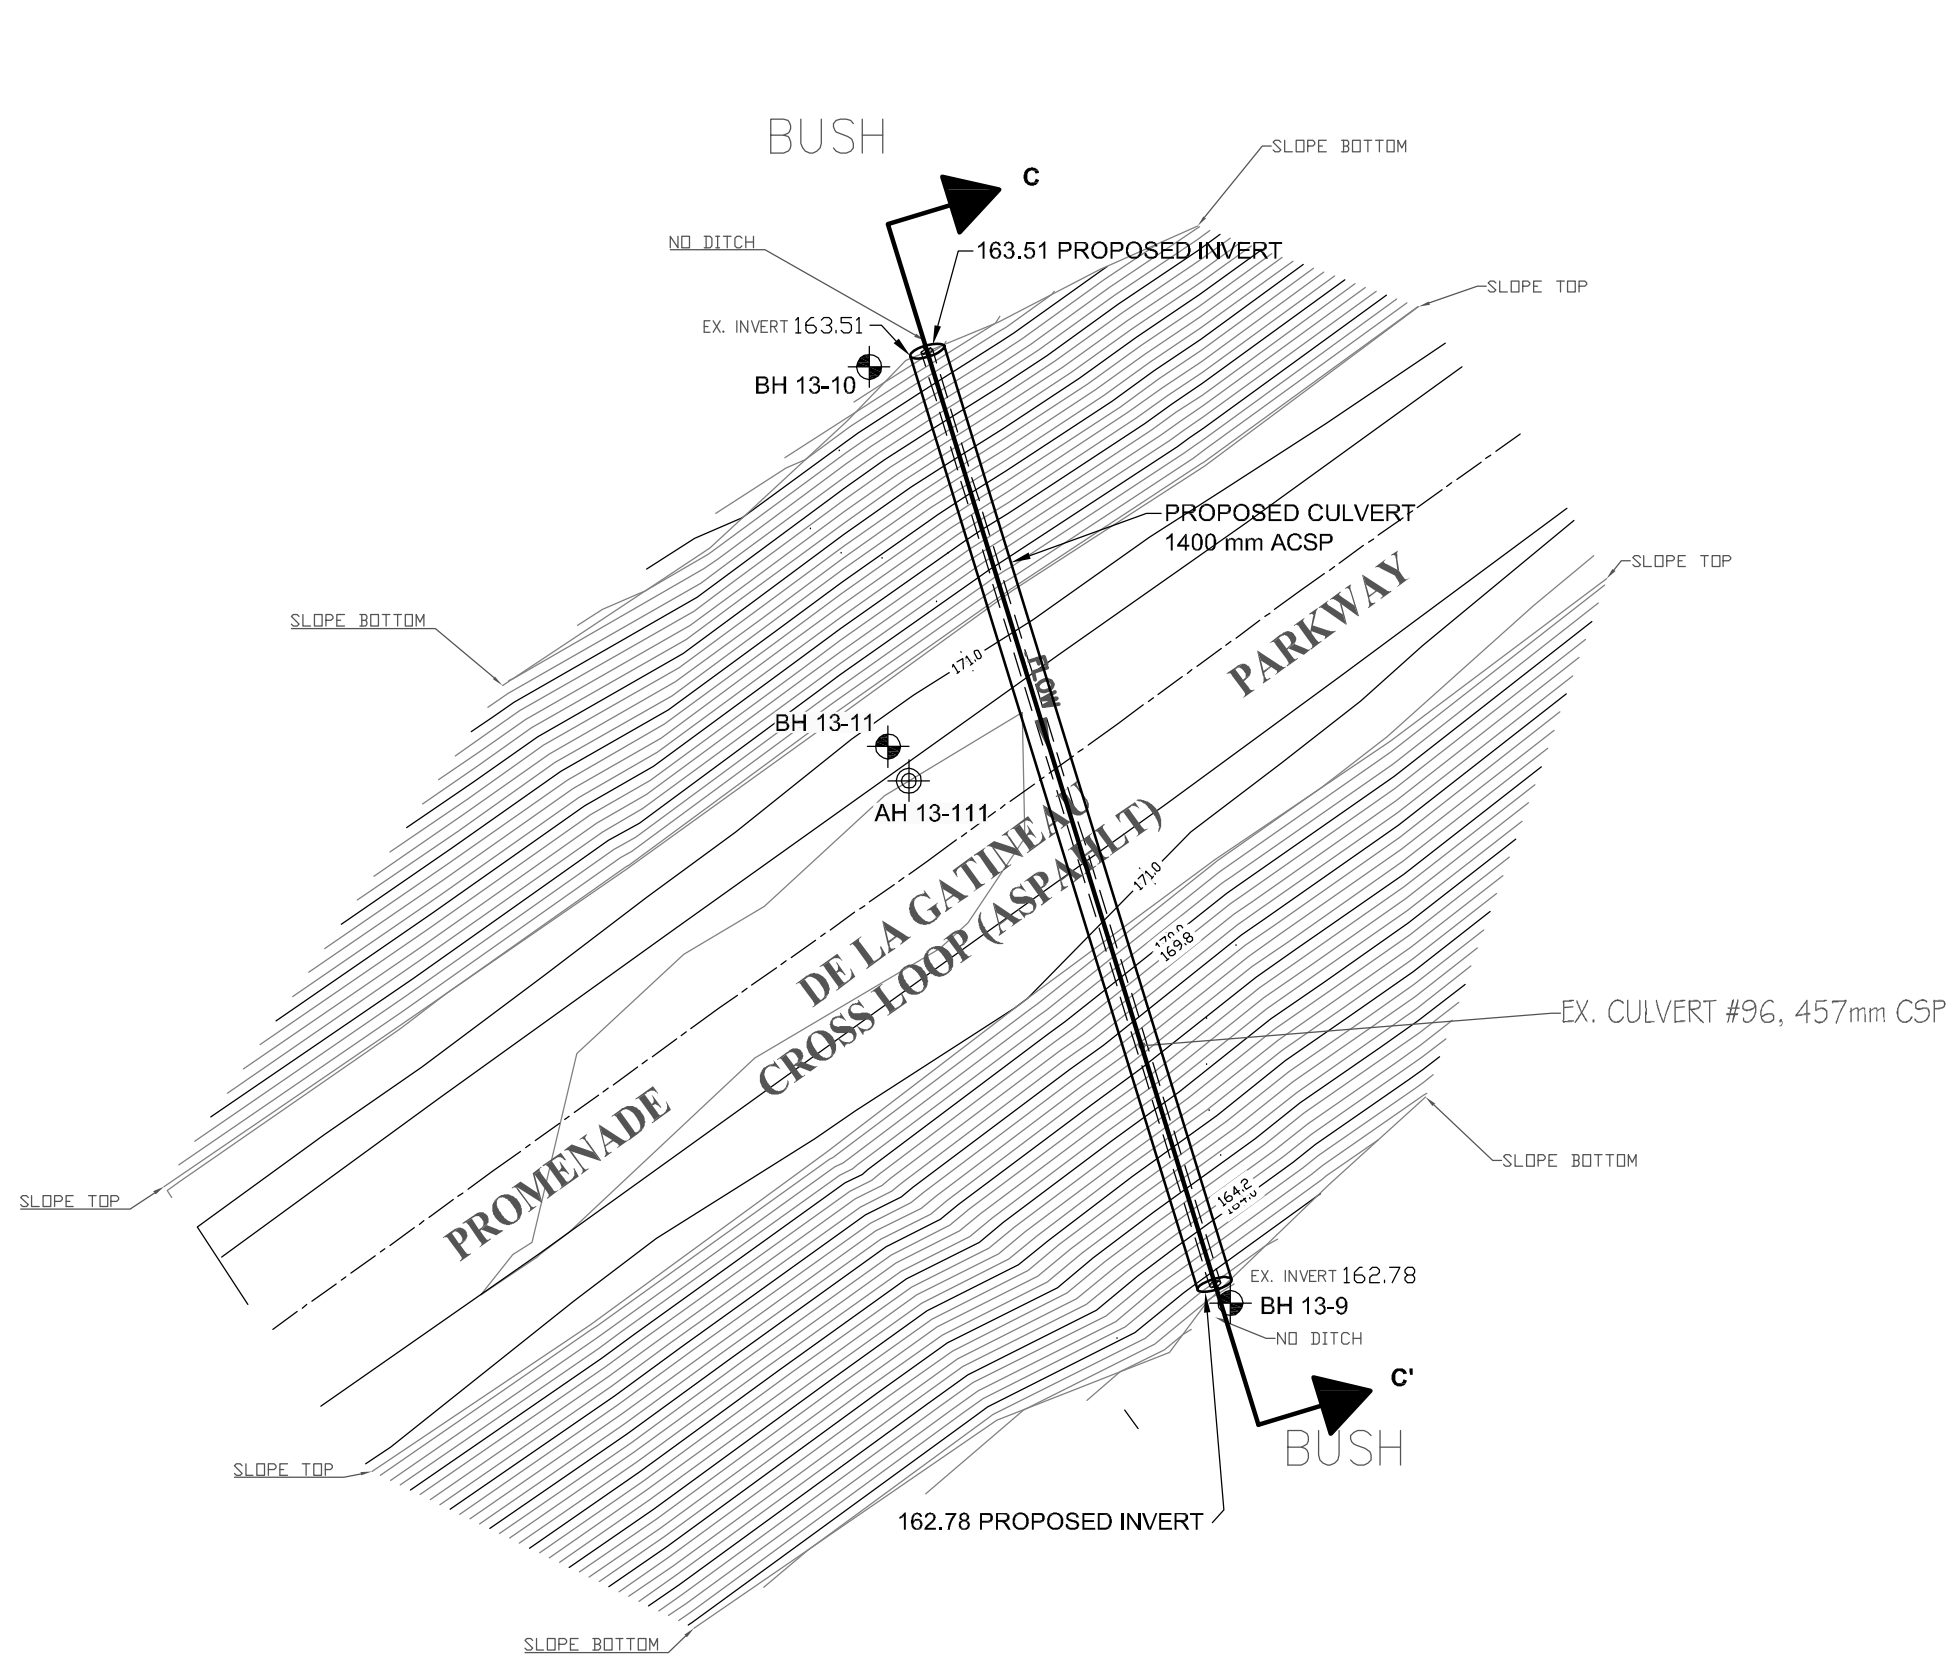 BUSH
SLOPE BOTTOM
C
NO DITCH
163.51 PROPOSED INVERT
SLOPE TOP
EX. INVERT 163.51
BH 13-10
PROPOSED CULVERT
1400 mm ACSP
SLOPE TOP
PARKWAY
SLOPE BOTTOM
171.0
FLOW
BH 13-11
AH 13-111
DE LA GATINEAU
CROSS LOOP (ASPAHLT)
171.0
169.8
EX. CULVERT #96, 457mm CSP
PROMENADE
SLOPE BOTTOM
SLOPE TOP
164.2
164.0
EX. INVERT 162.78
BH 13-9
NO DITCH
C'
BUSH
SLOPE TOP
162.78 PROPOSED INVERT
SLOPE BOTTOM